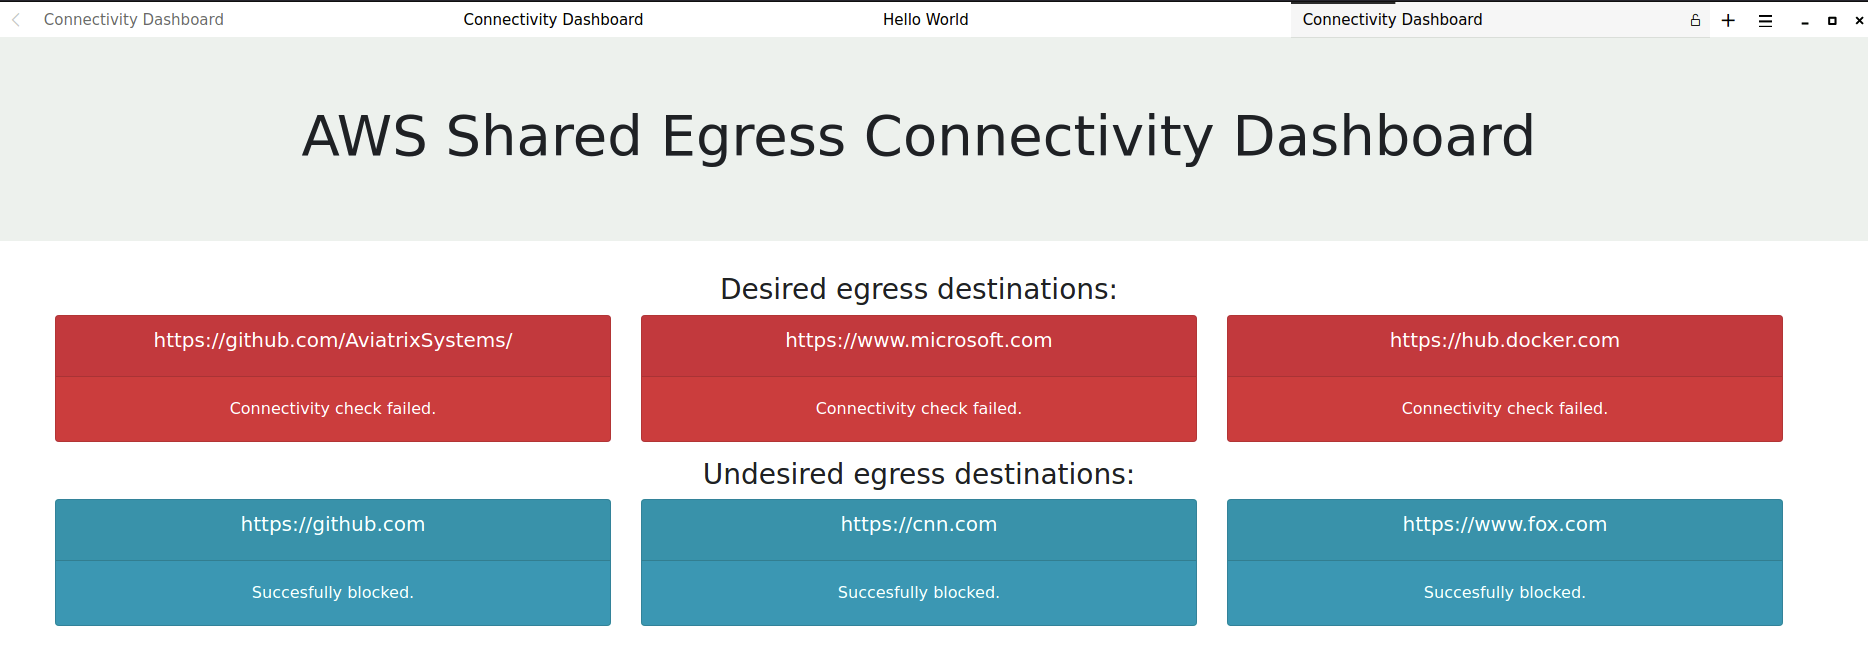 Connectivity Dashboard
Connectivity Dashboard
Hello World
Connectivity Dashboard
AWS Shared Egress Connectivity Dashboard
Desired egress destinations:
https://github.com/AviatrixSystems/
https://www.microsoft.com
https://hub.docker.com
Connectivity check failed.
Connectivity check failed.
Connectivity check failed.
Undesired egress destinations:
https://github.com
https://cnn.com
https://www.fox.com
Succesfully blocked.
Succesfully blocked.
Succesfully blocked.